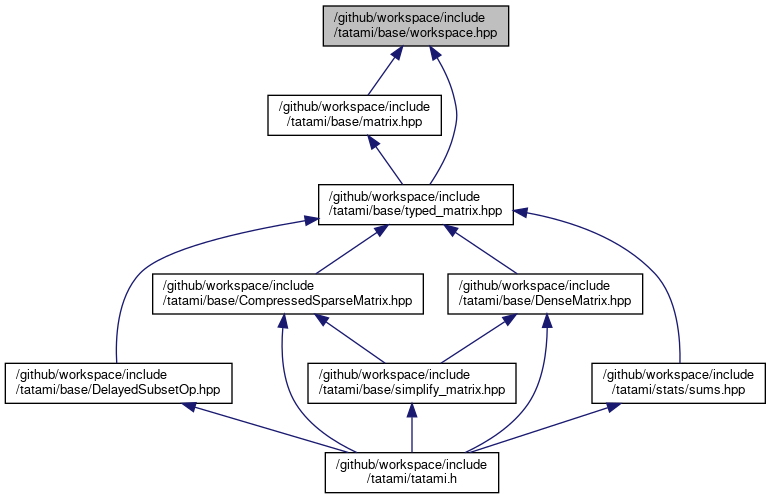 /github/workspace/include
/tatami/base/workspace.hpp
/github/workspace/include
/tatami/base/matrix.hpp
/github/workspace/include
/tatami/base/typed_matrix.hpp
/github/workspace/include
/tatami/base/CompressedSparseMatrix.hpp
/github/workspace/include
/tatami/base/DenseMatrix.hpp
/github/workspace/include
/tatami/base/DelayedSubsetOp.hpp
/github/workspace/include
/tatami/base/simplify_matrix.hpp
/github/workspace/include
/tatami/stats/sums.hpp
/github/workspace/include
/tatami/tatami.h